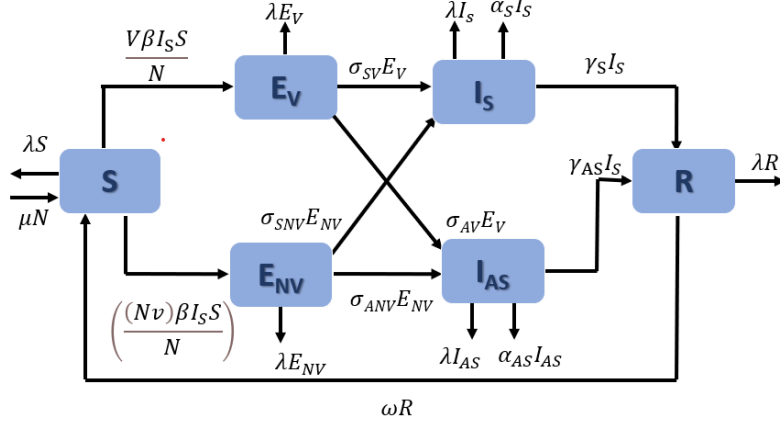 λE_V
λI_s
α_S I_S
VβI_S S
N
σ_SV E_V
γ_S I_S
E_V
I_S
λS
S
μN
γ_AS I_S
R
λR
σ_SNV E_NV
σ_AV E_V
E_NV
I_AS
σ_ANV E_NV
((Nv)βI_S S
N)
λE_NV
λI_AS
α_AS I_AS
ωR